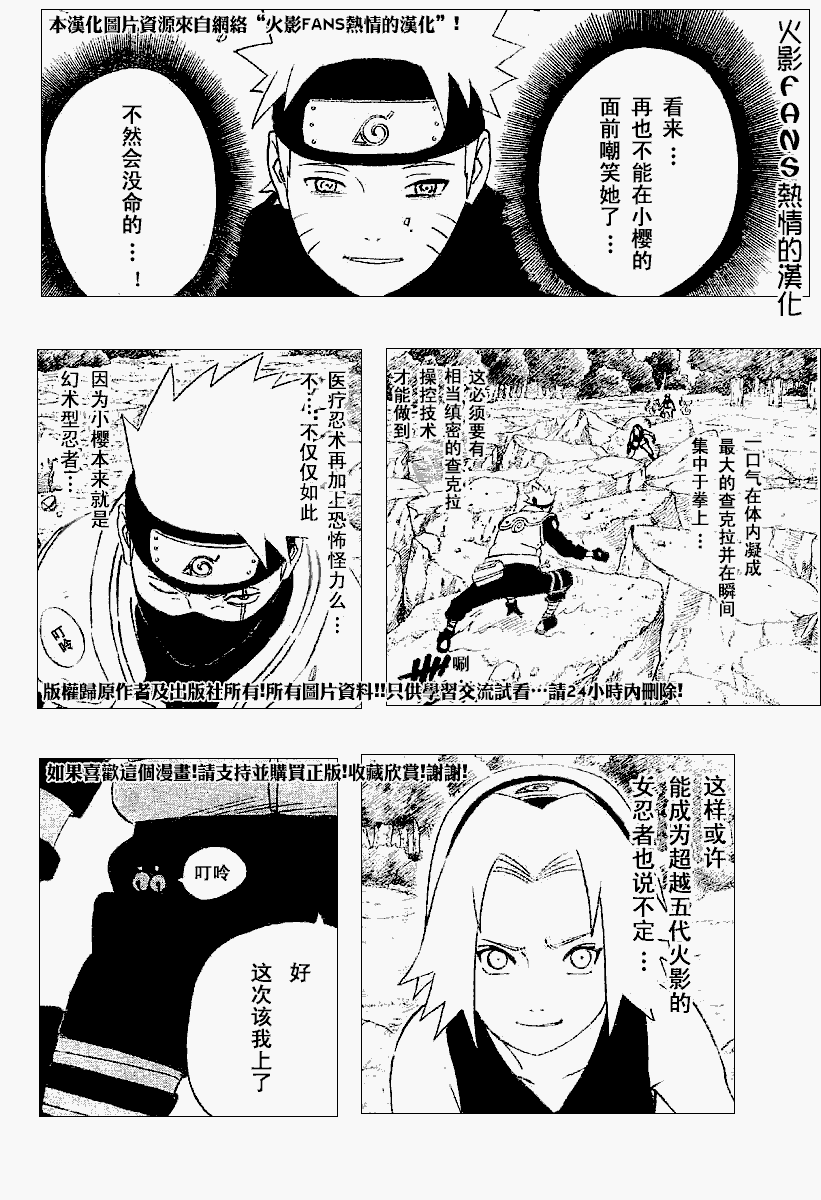 本漢化圖片資源來自網絡“火影FANS熱情的漢化”！
火影FANS熱情的漢化
看来…
再也不能在小樱的
面前嘲笑她了…
不然会没命的…！
一口气在体内凝成
最大的查克拉并在瞬间
集中于拳上…
这必须要有
相当缜密的查克拉
操控技术
才能做到
唰
医疗忍术再加上恐怖怪力么…
不…不仅仅如此
因为小樱本来就是
幻术型忍者…
叮
呤
版權歸原作者及出版社所有!所有圖片資料!!只供學習交流試看…請24小時內刪除!
这样或许
能成为超越五代火影的
女忍者也说不定…
如果喜歡這個漫畫!請支持並購買正版!收藏欣賞!謝謝!
叮呤
好
这次该我上了